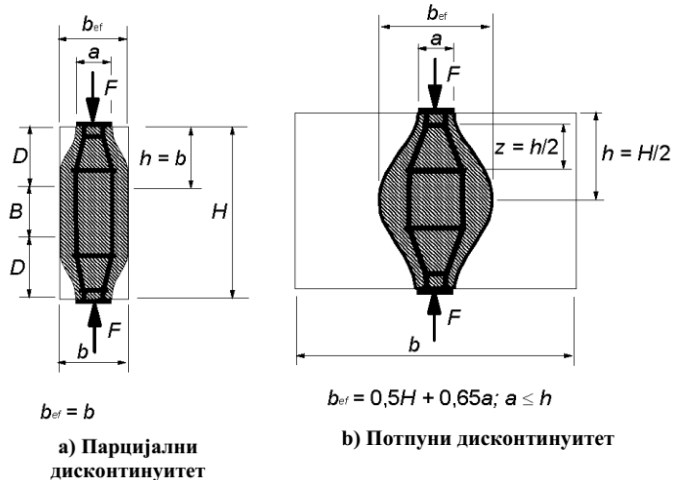 bef
a
F
D
B
D
h = b
H
F
b
bef = b
а) Парцијални
дисконтинуитет
bef
a
F
z = h/2
h = H/2
F
b
bef = 0,5H + 0,65a; a ≤ h
b) Потпуни дисконтинуитет